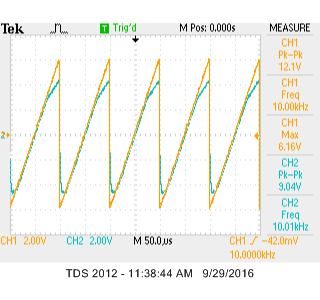 Tek T Trig'd M Pos: 0.000s MEASURE
CH1
Pk-Pk
12.1V
CH1
Freq
10.00kHz
CH1
Max
6.16V
2
CH2
Pk-Pk
9.04V
CH2
Freq
10.01kHz
CH1 2.00V CH2 2.00V M 50.0µs CH1 / -42.0mV
10.0000kHz
TDS 2012 - 11:38:44 AM 9/29/2016